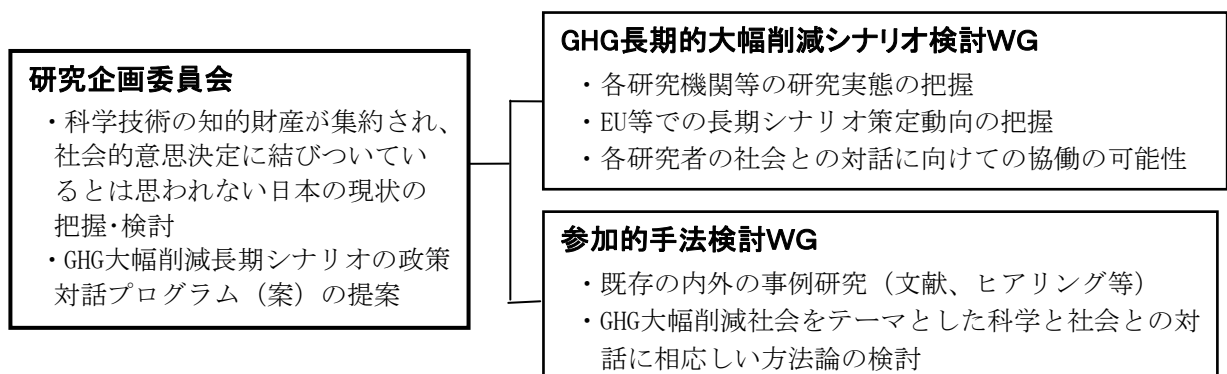 研究企画委員会
・科学技術の知的財産が集約され、
社会的意思決定に結びついてい
るとは思われない日本の現状の
把握･検討
・GHG大幅削減長期シナリオの政策
対話プログラム（案）の提案
GHG長期的大幅削減シナリオ検討WG
・各研究機関等の研究実態の把握
・EU等での長期シナリオ策定動向の把握
・各研究者の社会との対話に向けての協働の可能性
参加的手法検討WG
・既存の内外の事例研究（文献、ヒアリング等）
・GHG大幅削減社会をテーマとした科学と社会との対
話に相応しい方法論の検討